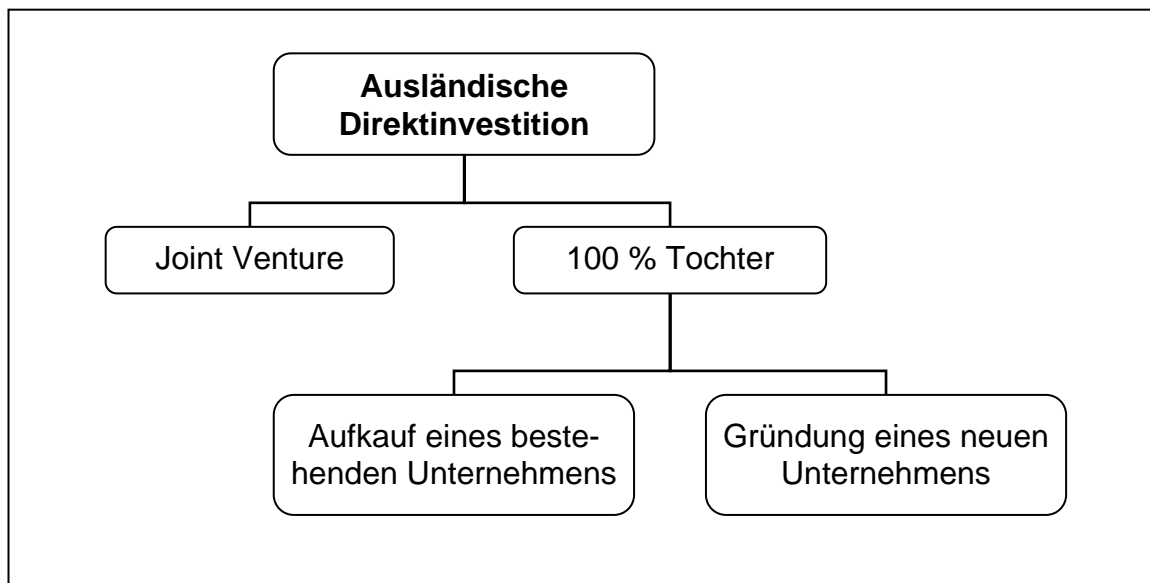 Ausländische
Direktinvestition
Joint Venture
100 % Tochter
Aufkauf eines beste-
henden Unternehmens
Gründung eines neuen
Unternehmens